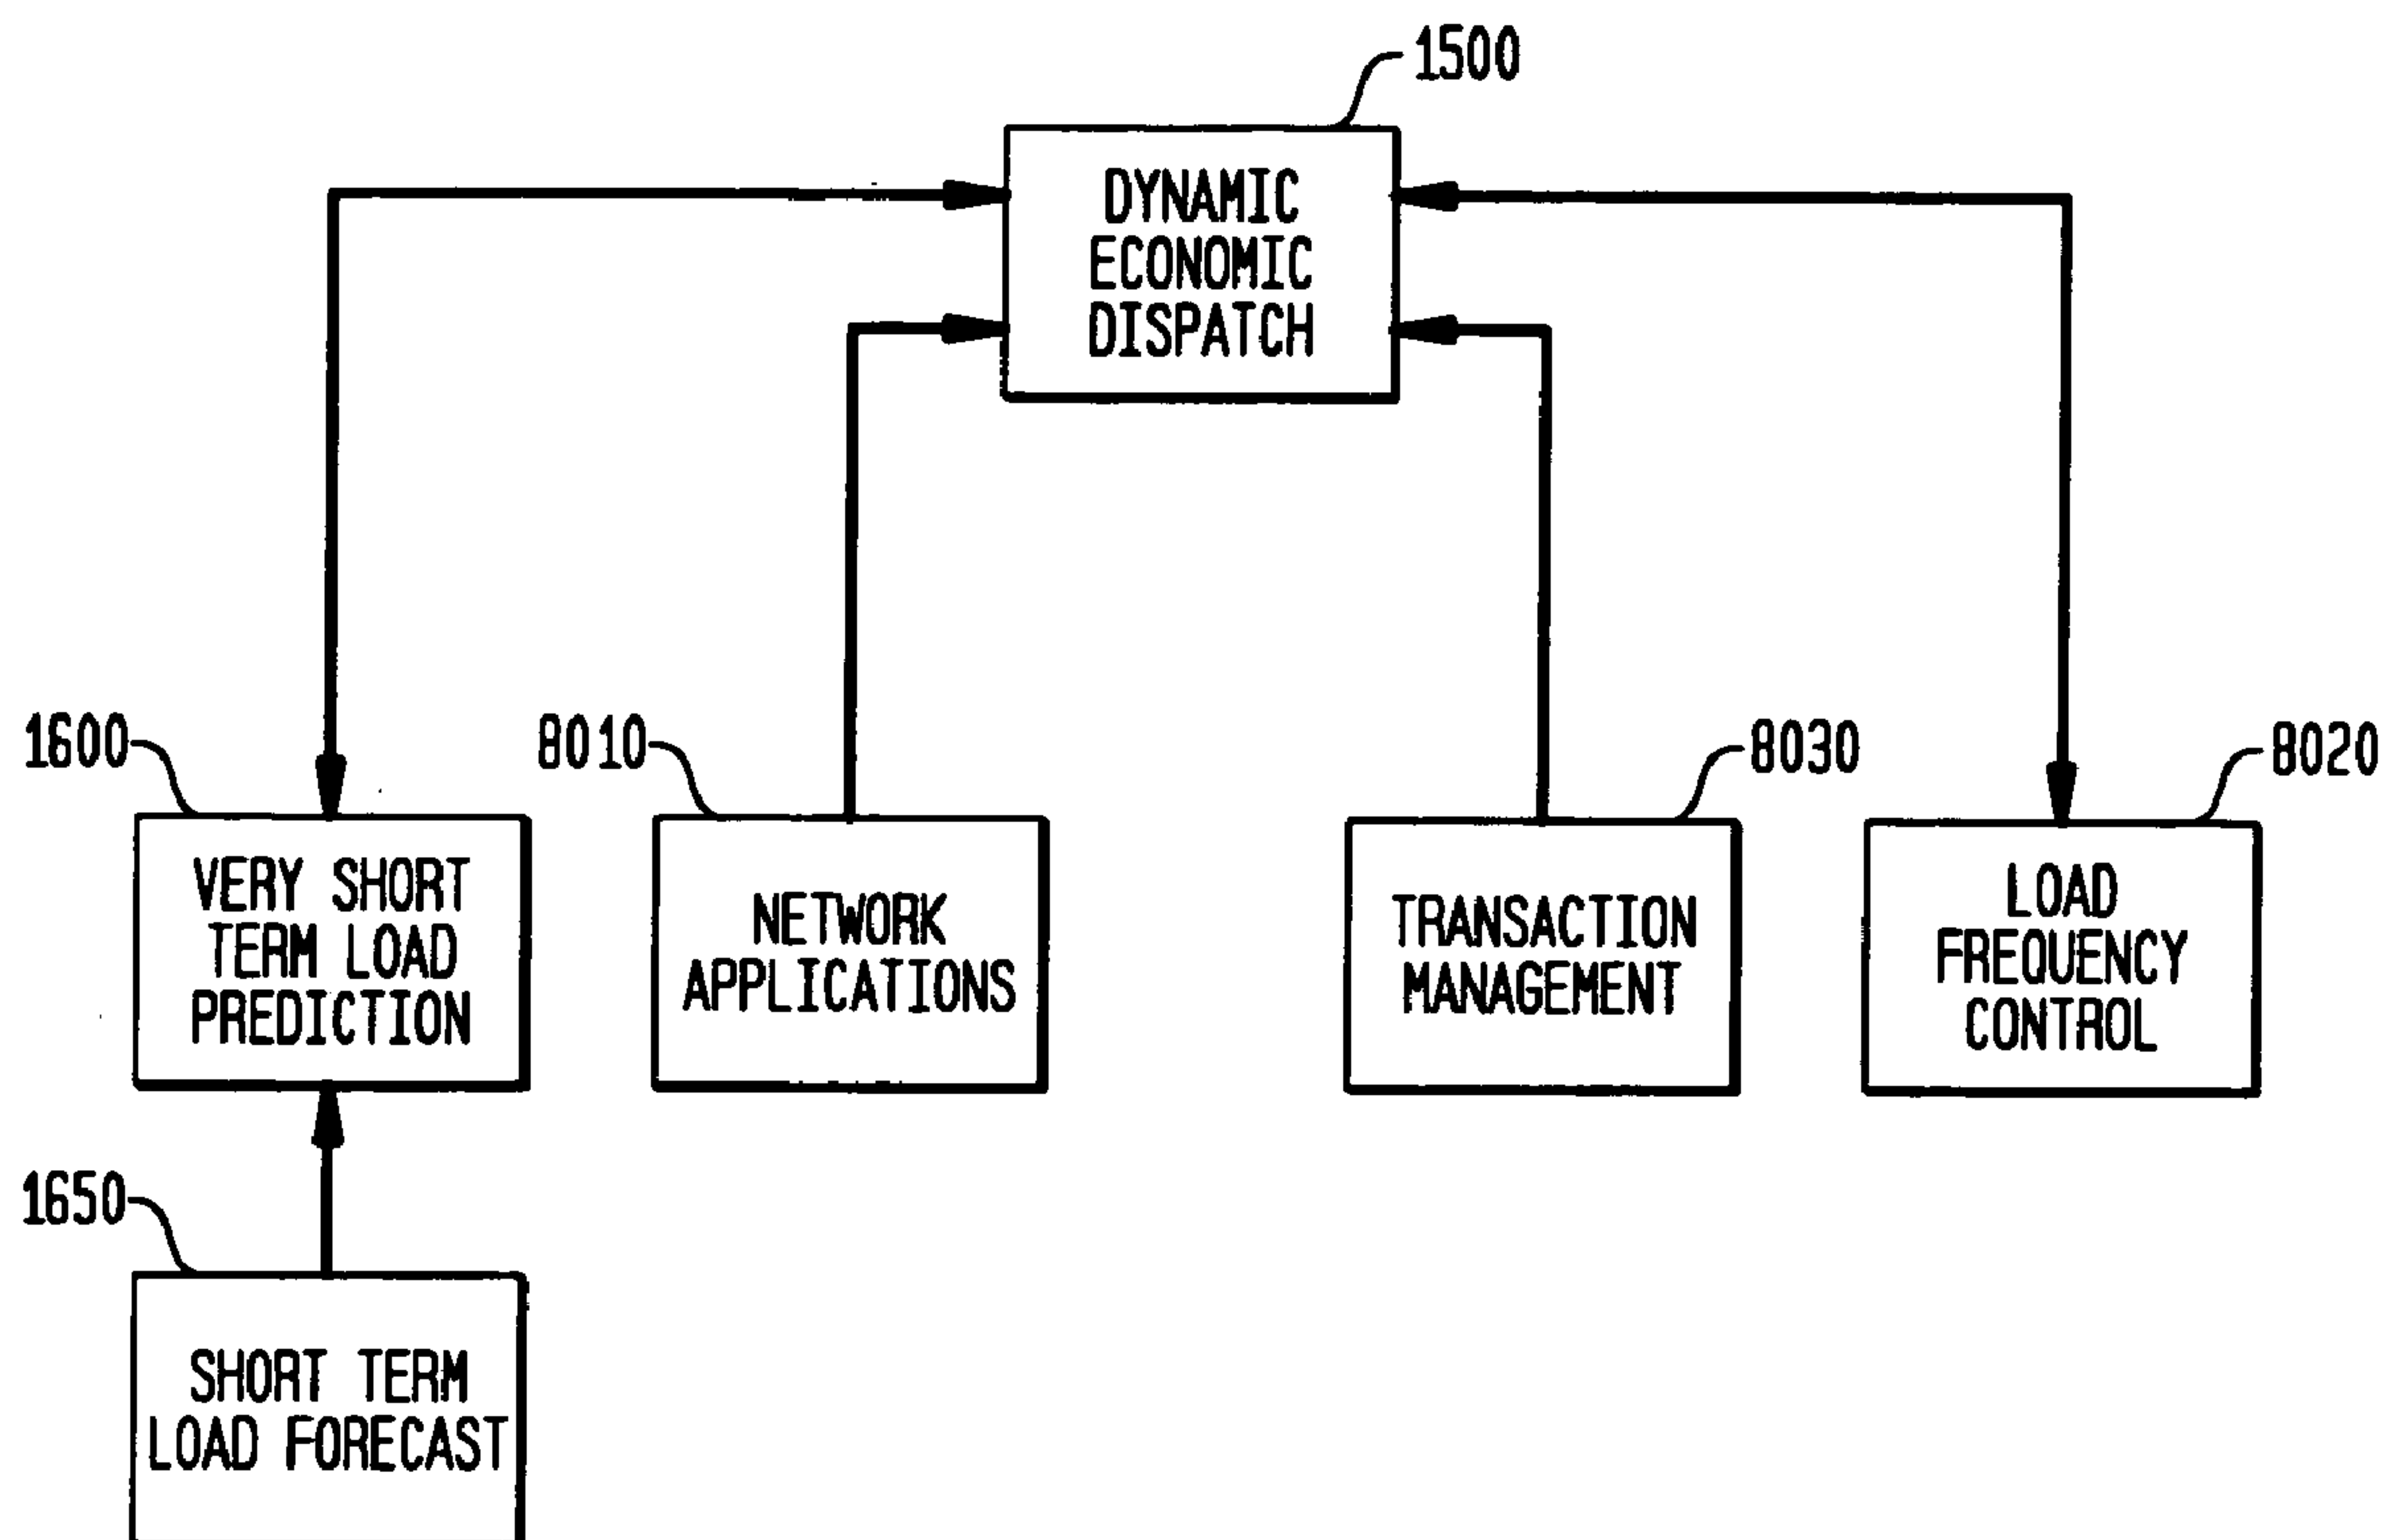 1500
DYNAMIC
ECONOMIC
DISPATCH
1600
8010
8030
8020
VERY SHORT
TERM LOAD
PREDICTION
NETWORK
APPLICATIONS
TRANSACTION
MANAGEMENT
LOAD
FREQUENCY
CONTROL
1650
SHORT TERM
LOAD FORECAST